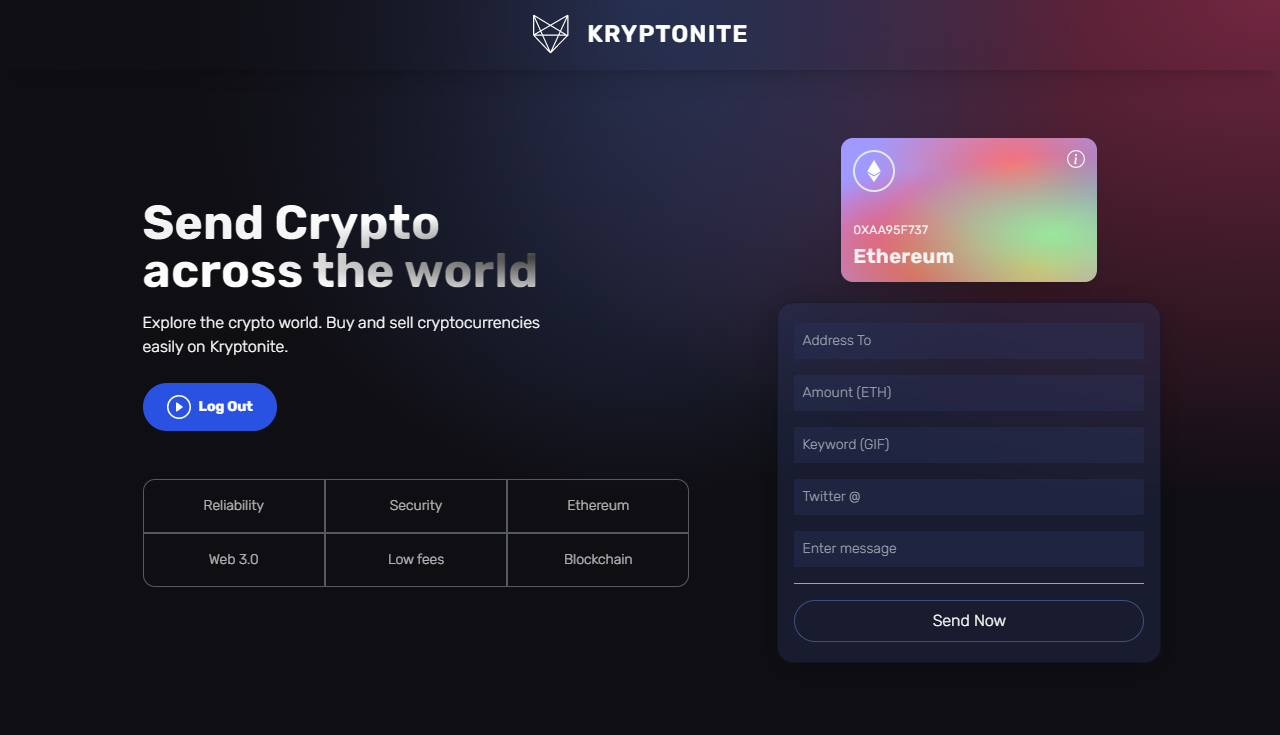 KRYPTONITE
Send Crypto
across the world
Explore the crypto world. Buy and sell cryptocurrencies
easily on Kryptonite.
Log Out
Reliability
Security
Ethereum
Web 3.0
Low fees
Blockchain
0XAA95F737
Ethereum
Address To
Amount (ETH)
Keyword (GIF)
Twitter @
Enter message
Send Now